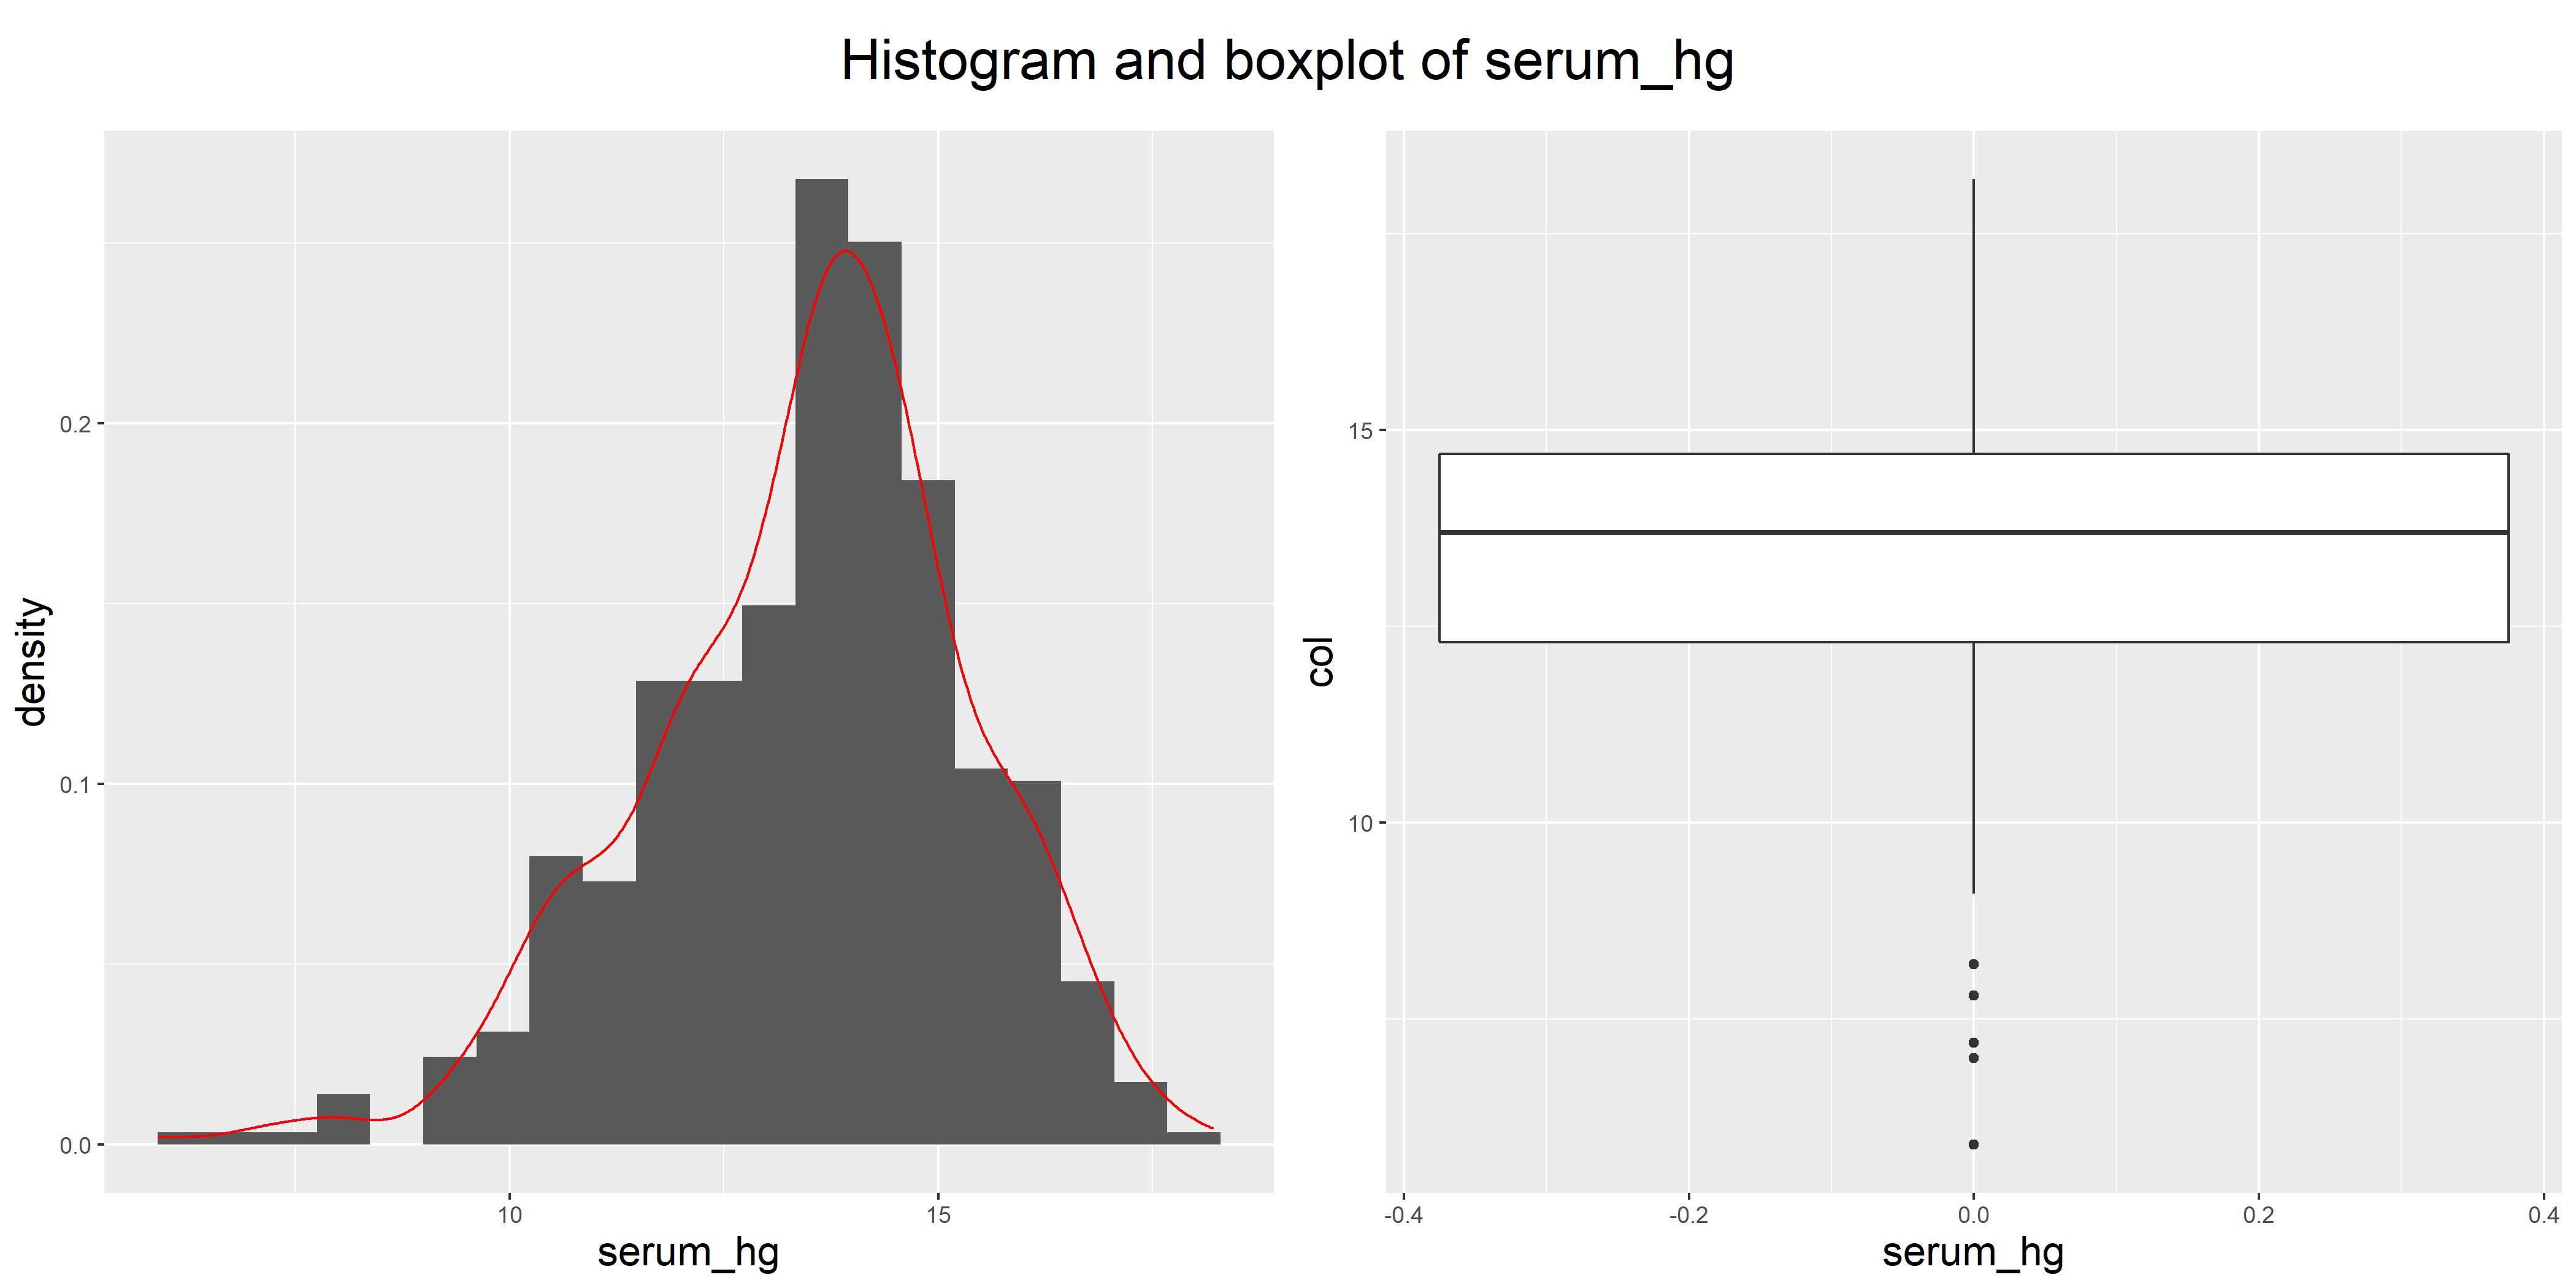 Histogram and boxplot of serum_hg
density
0.2
0.1
0.0
10 15
serum_hg
col
15
10
-0.4 -0.2 0.0 0.2 0.4
serum_hg